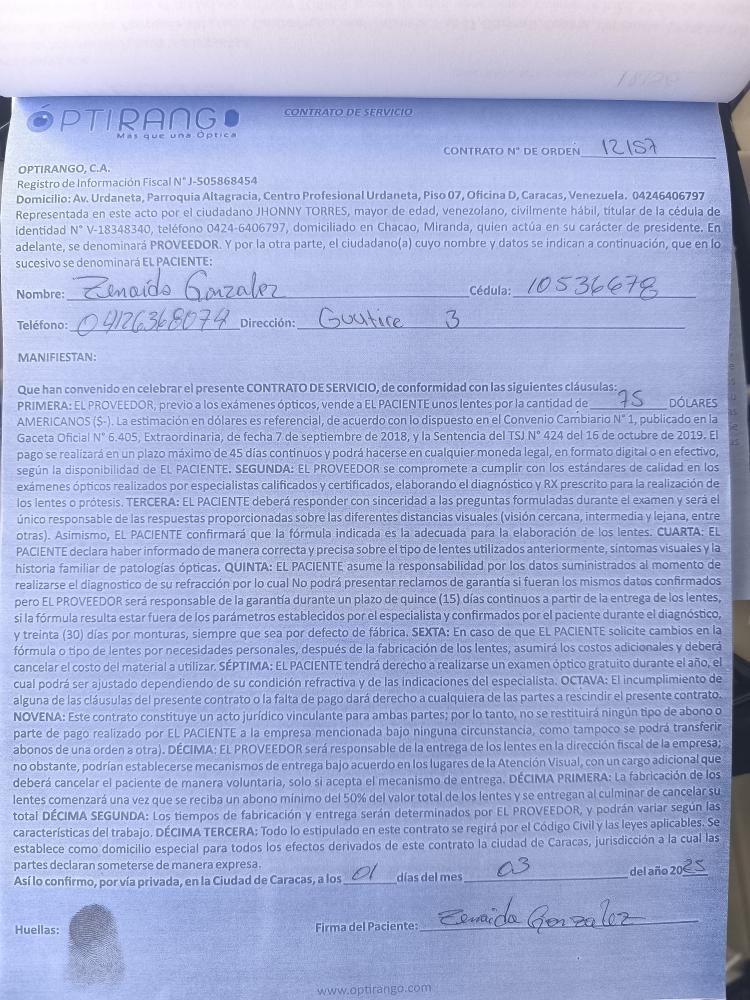 ÓPTIRANGO
Más que una Óptica
CONTRATO DE SERVICIO
CONTRATO N° DE ORDEN 12157
OPTIRANGO, C.A.
Registro de Información Fiscal N° J-505868454
Domicilio: Av. Urdaneta, Parroquia Altagracia, Centro Profesional Urdaneta, Piso 07, Oficina D, Caracas, Venezuela. 04246406797
Representada en este acto por el ciudadano JHONNY TORRES, mayor de edad, venezolano, civilmente hábil, titular de la cédula de
identidad N° V-18348340, teléfono 0424-6406797, domiciliado en Chacao, Miranda, quien actúa en su carácter de presidente. En
adelante, se denominará PROVEEDOR. Y por la otra parte, el ciudadano(a) cuyo nombre y datos se indican a continuación, que en lo
sucesivo se denominará EL PACIENTE:
Nombre: Zenaida Gonzalez Cédula: 10536678
Teléfono: 04126368074 Dirección: Guatire 3
MANIFIESTAN:
Que han convenido en celebrar el presente CONTRATO DE SERVICIO, de conformidad con las siguientes cláusulas:
PRIMERA: EL PROVEEDOR, previo a los exámenes ópticos, vende a EL PACIENTE unos lentes por la cantidad de 75 DÓLARES
AMERICANOS ($-). La estimación en dólares es referencial, de acuerdo con lo dispuesto en el Convenio Cambiario N° 1, publicado en la
Gaceta Oficial N° 6.405, Extraordinaria, de fecha 7 de septiembre de 2018, y la Sentencia del TSJ N° 424 del 16 de octubre de 2019. El
pago se realizará en un plazo máximo de 45 días continuos y podrá hacerse en cualquier moneda legal, en formato digital o en efectivo,
según la disponibilidad de EL PACIENTE. SEGUNDA: EL PROVEEDOR se compromete a cumplir con los estándares de calidad en los
exámenes ópticos realizados por especialistas calificados y certificados, elaborando el diagnóstico y RX prescrito para la realización de
los lentes o prótesis. TERCERA: EL PACIENTE deberá responder con sinceridad a las preguntas formuladas durante el examen y será el
único responsable de las respuestas proporcionadas sobre las diferentes distancias visuales (visión cercana, intermedia y lejana, entre
otras). Asimismo, EL PACIENTE confirmará que la fórmula indicada es la adecuada para la elaboración de los lentes. CUARTA: EL
PACIENTE declara haber informado de manera correcta y precisa sobre el tipo de lentes utilizados anteriormente, síntomas visuales y la
historia familiar de patologías ópticas. QUINTA: EL PACIENTE asume la responsabilidad por los datos suministrados al momento de
realizarse el diagnostico de su refracción por lo cual No podrá presentar reclamos de garantía si fueran los mismos datos confirmados
pero EL PROVEEDOR será responsable de la garantía durante un plazo de quince (15) días continuos a partir de la entrega de los lentes,
si la fórmula resulta estar fuera de los parámetros establecidos por el especialista y confirmados por el paciente durante el diagnóstico,
y treinta (30) días por monturas, siempre que sea por defecto de fábrica. SEXTA: En caso de que EL PACIENTE solicite cambios en la
fórmula o tipo de lentes por necesidades personales, después de la fabricación de los lentes, asumirá los costos adicionales y deberá
cancelar el costo del material a utilizar. SÉPTIMA: EL PACIENTE tendrá derecho a realizarse un examen óptico gratuito durante el año, el
cual podrá ser ajustado dependiendo de su condición refractiva y de las indicaciones del especialista. OCTAVA: El incumplimiento de
alguna de las cláusulas del presente contrato o la falta de pago dará derecho a cualquiera de las partes a rescindir el presente contrato.
NOVENA: Este contrato constituye un acto jurídico vinculante para ambas partes; por lo tanto, no se restituirá ningún tipo de abono o
parte de pago realizado por EL PACIENTE a la empresa mencionada bajo ninguna circunstancia, como tampoco se podrá transferir
abonos de una orden a otra). DÉCIMA: EL PROVEEDOR será responsable de la entrega de los lentes en la dirección fiscal de la empresa;
no obstante, podrían establecerse mecanismos de entrega bajo acuerdo en los lugares de la Atención Visual, con un cargo adicional que
deberá cancelar el paciente de manera voluntaria, solo si acepta el mecanismo de entrega. DÉCIMA PRIMERA: La fabricación de los
lentes comenzará una vez que se reciba un abono mínimo del 50% del valor total de los lentes y se entregan al culminar de cancelar su
total DÉCIMA SEGUNDA: Los tiempos de fabricación y entrega serán determinados por EL PROVEEDOR, y podrán variar según las
características del trabajo. DÉCIMA TERCERA: Todo lo estipulado en este contrato se regirá por el Código Civil y las leyes aplicables. Se
establece como domicilio especial para todos los efectos derivados de este contrato la ciudad de Caracas, jurisdicción a la cual las
partes declaran someterse de manera expresa.
Así lo confirmo, por vía privada, en la Ciudad de Caracas, a los 01 días del mes 03 del año 2025
Huellas: Firma del Paciente: Zenaida Gonzalez
www.optirango.com